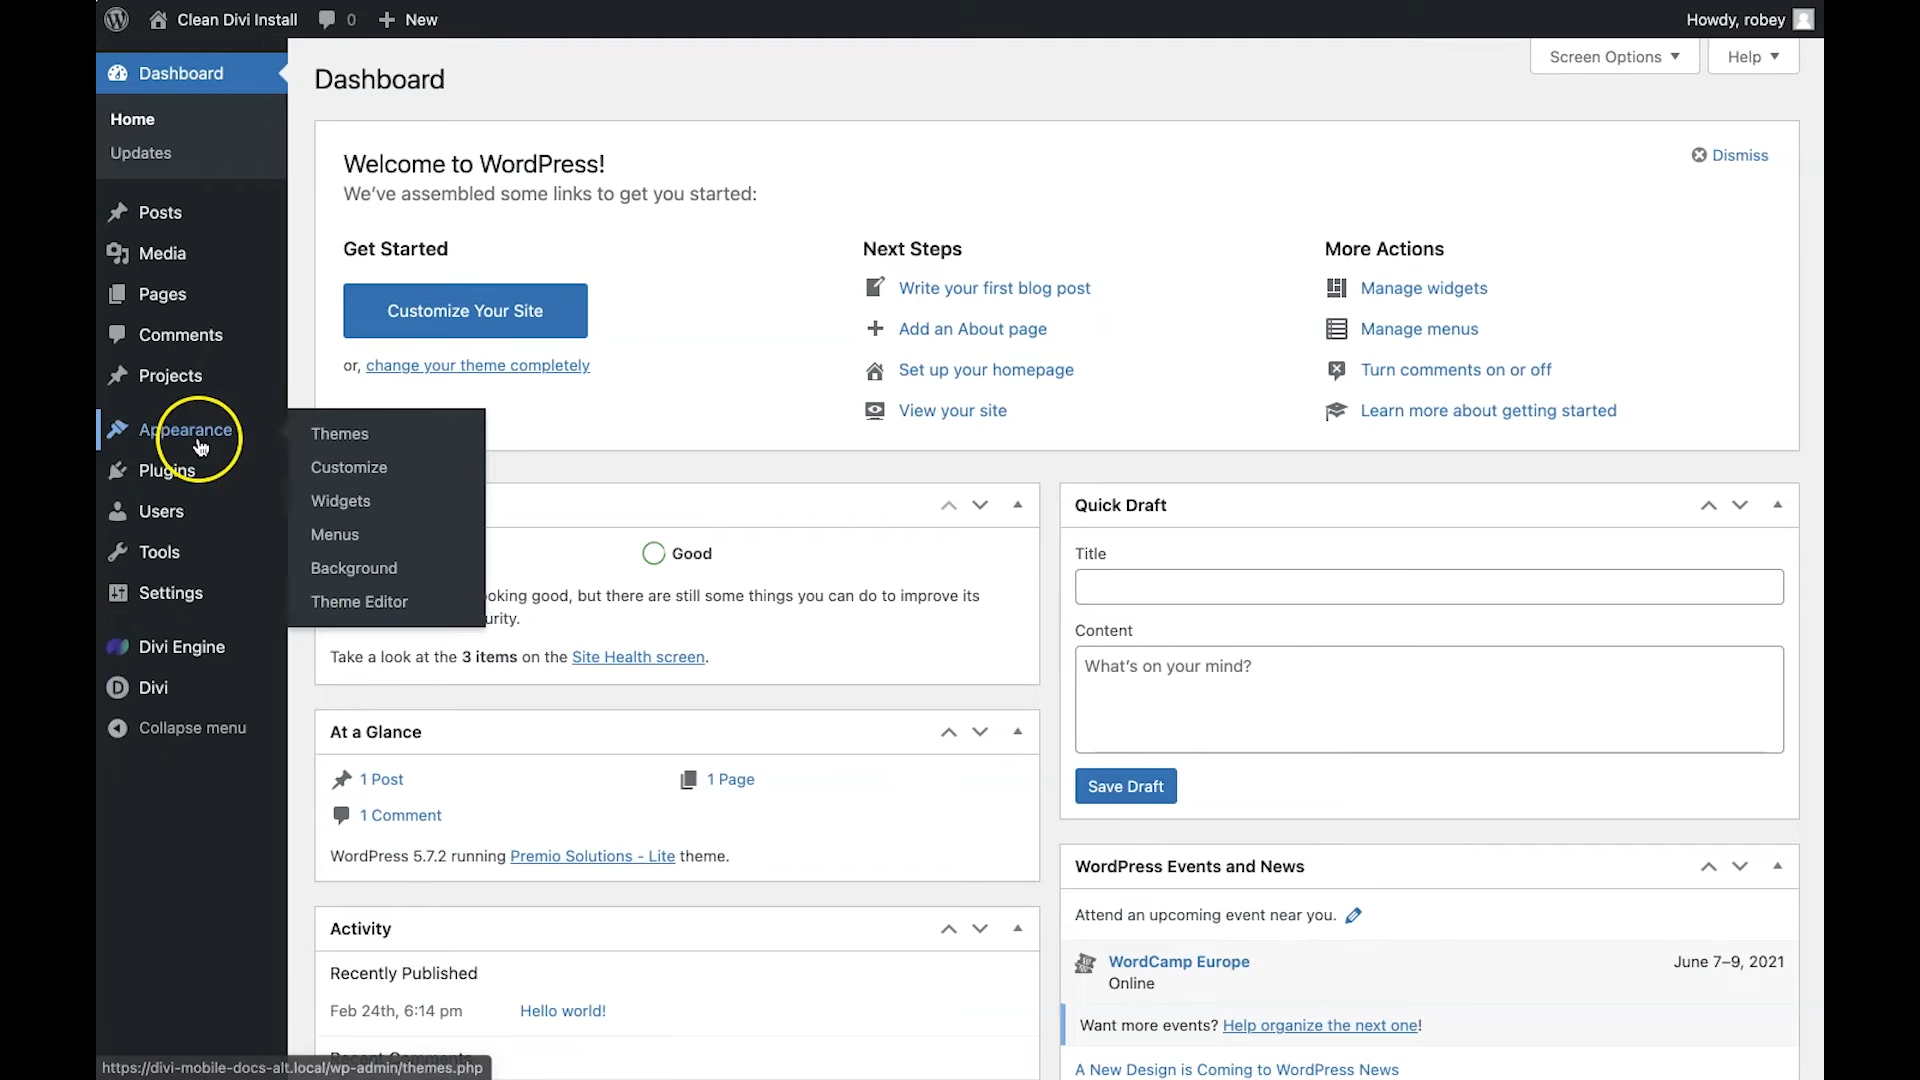 Clean Divi Install 0 New Howdy, robey
Screen Options Help
Dashboard
Home
Updates
Posts
Media
Pages
Comments
Projects
Appearance
Plugins
Users
Tools
Settings
Divi Engine
Divi
Collapse menu
Themes
Customize
Widgets
Menus
Background
Theme Editor
Dashboard
Welcome to WordPress!
We've assembled some links to get you started:
Dismiss
Get Started
Customize Your Site
or, change your theme completely
Next Steps
Write your first blog post
Add an About page
Set up your homepage
View your site
More Actions
Manage widgets
Manage menus
Turn comments on or off
Learn more about getting started
Good
oking good, but there are still some things you can do to improve its
urity.
Take a look at the 3 items on the Site Health screen.
At a Glance
1 Post 1 Page
1 Comment
WordPress 5.7.2 running Premio Solutions - Lite theme.
Activity
Recently Published
Feb 24th, 6:14 pm Hello world!
Recent Comments
Quick Draft
Title
Content
What's on your mind?
Save Draft
WordPress Events and News
Attend an upcoming event near you.
WordCamp Europe June 7–9, 2021
Online
Want more events? Help organize the next one!
A New Design is Coming to WordPress News
https://divi-mobile-docs-alt.local/wp-admin/themes.php